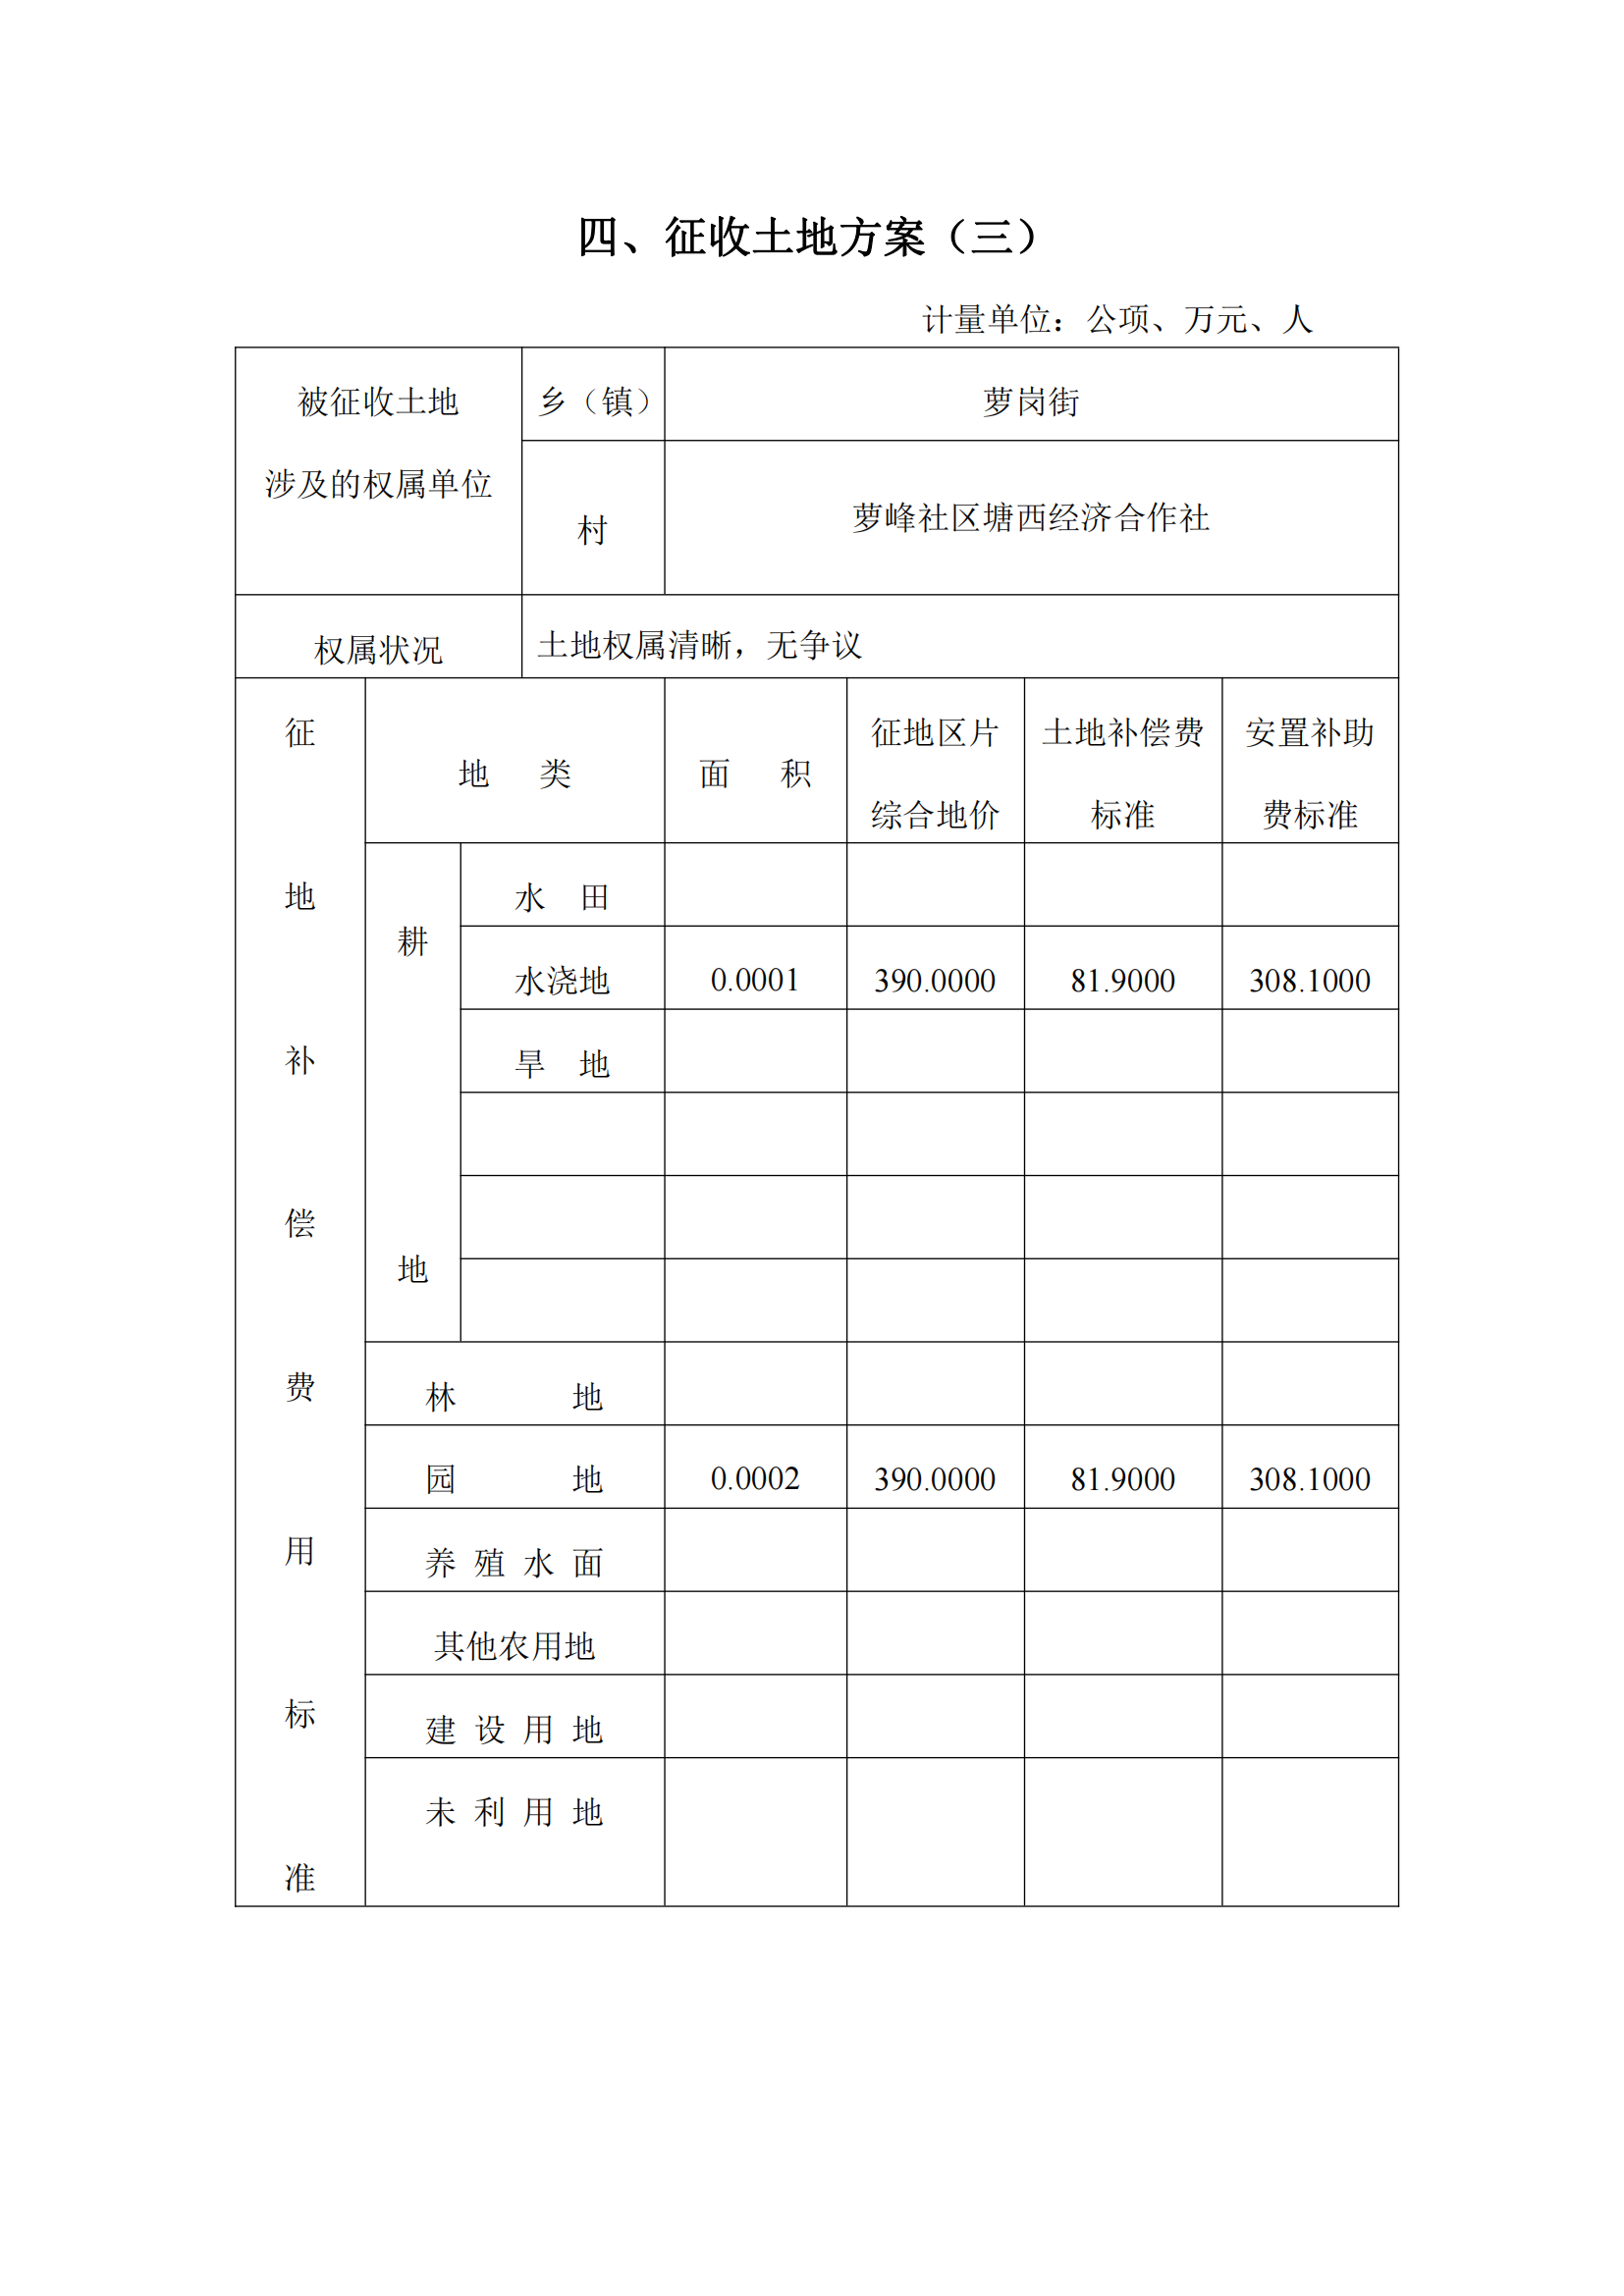 四、征收土地方案（三）
计量单位：公项、万元、人
被征收土地
涉及的权属单位
乡（镇）
萝岗街
村
萝峰社区塘西经济合作社
权属状况
土地权属清晰，无争议
征地补偿费用标准
地 类
面 积
征地区片
综合地价
土地补偿费
标准
安置补助
费标准
耕地
水 田
水浇地 0.0001 390.0000 81.9000 308.1000
旱 地
林 地
园 地 0.0002 390.0000 81.9000 308.1000
养 殖 水 面
其他农用地
建 设 用 地
未 利 用 地